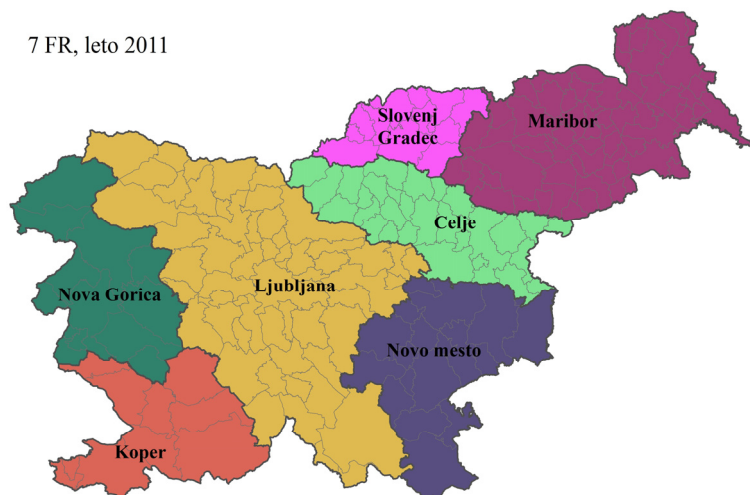 7 FR, leto 2011
Slovenj
Gradec
Maribor
Celje
Nova Gorica
Ljubljana
Novo mesto
Koper